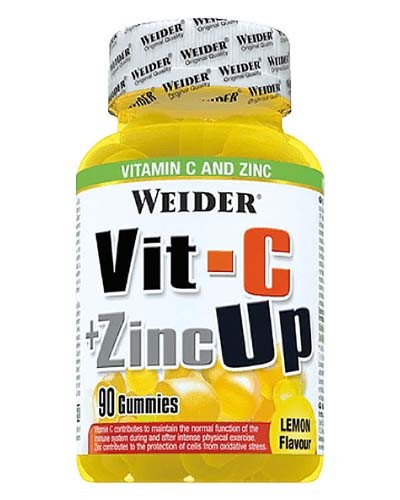 WEIDER
Original Quality
VITAMIN C AND ZINC
WEIDER®
Vit-C
+Zinc Up
90 Gummies
LEMON
Flavour
Vitamin C contributes to maintain the normal function of the
immune system during and after intense physical exercise.
Zinc contributes to the protection of cells from oxidative stress.